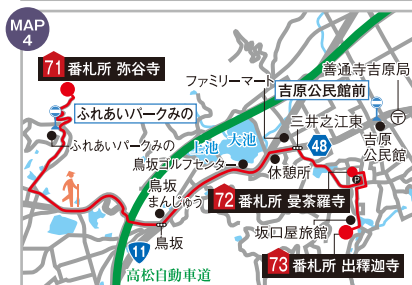 MAP
4
71 番札所 弥谷寺
ふれあいパークみの
ふれあいパークみの
ファミリーマート
善通寺吉原局
吉原公民館前
三井之江東
上池
大池
鳥坂ゴルフセンター
48
吉原
公民館
休憩所
鳥坂
まんじゅう
72 番札所 曼荼羅寺
P
鳥坂
坂口屋旅館
11
高松自動車道
73 番札所 出釋迦寺